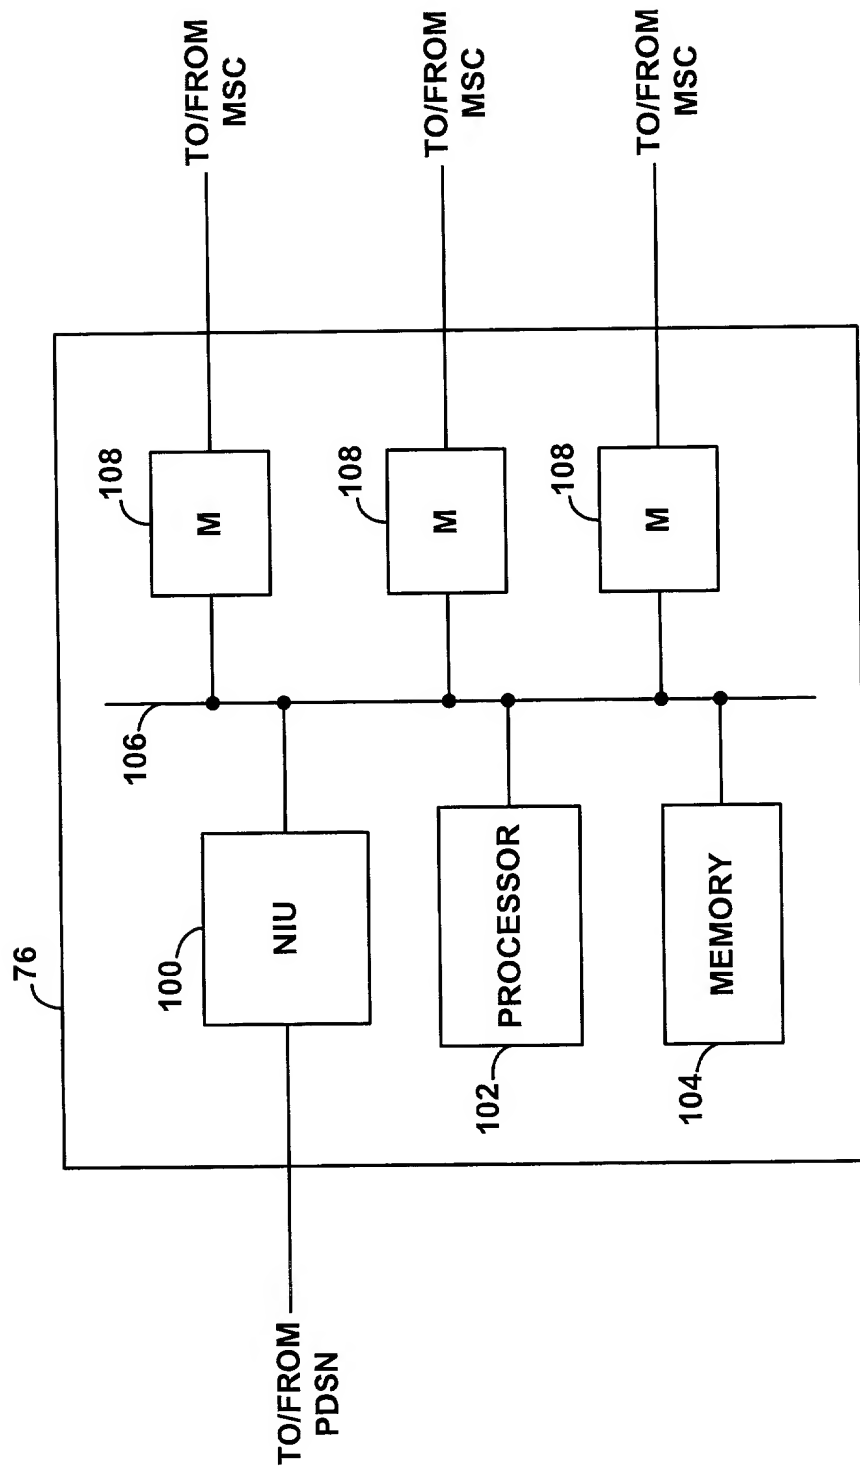 76
TO/FROM
PDSN
100
NIU
106
108
M
TO/FROM
MSC
102
PROCESSOR
108
M
TO/FROM
MSC
104
MEMORY
108
M
TO/FROM
MSC